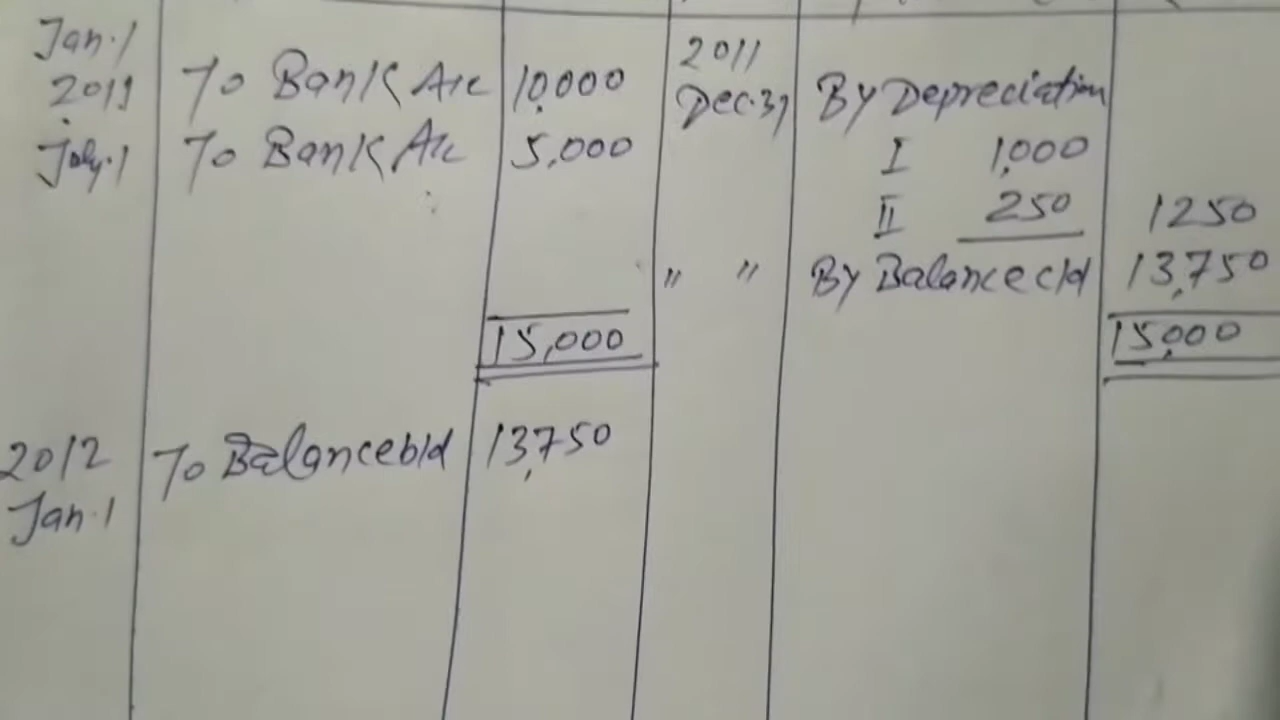 Jan.1
2011 To Bank A/c 10,000 2011
Dec.31 By Depreciation
July.1 To Bank A/c 5,000 I 1,000
II 250 1250
" " By Balance c/d 13,750
15,000 15,000
2012 To Balance b/d 13,750
Jan.1